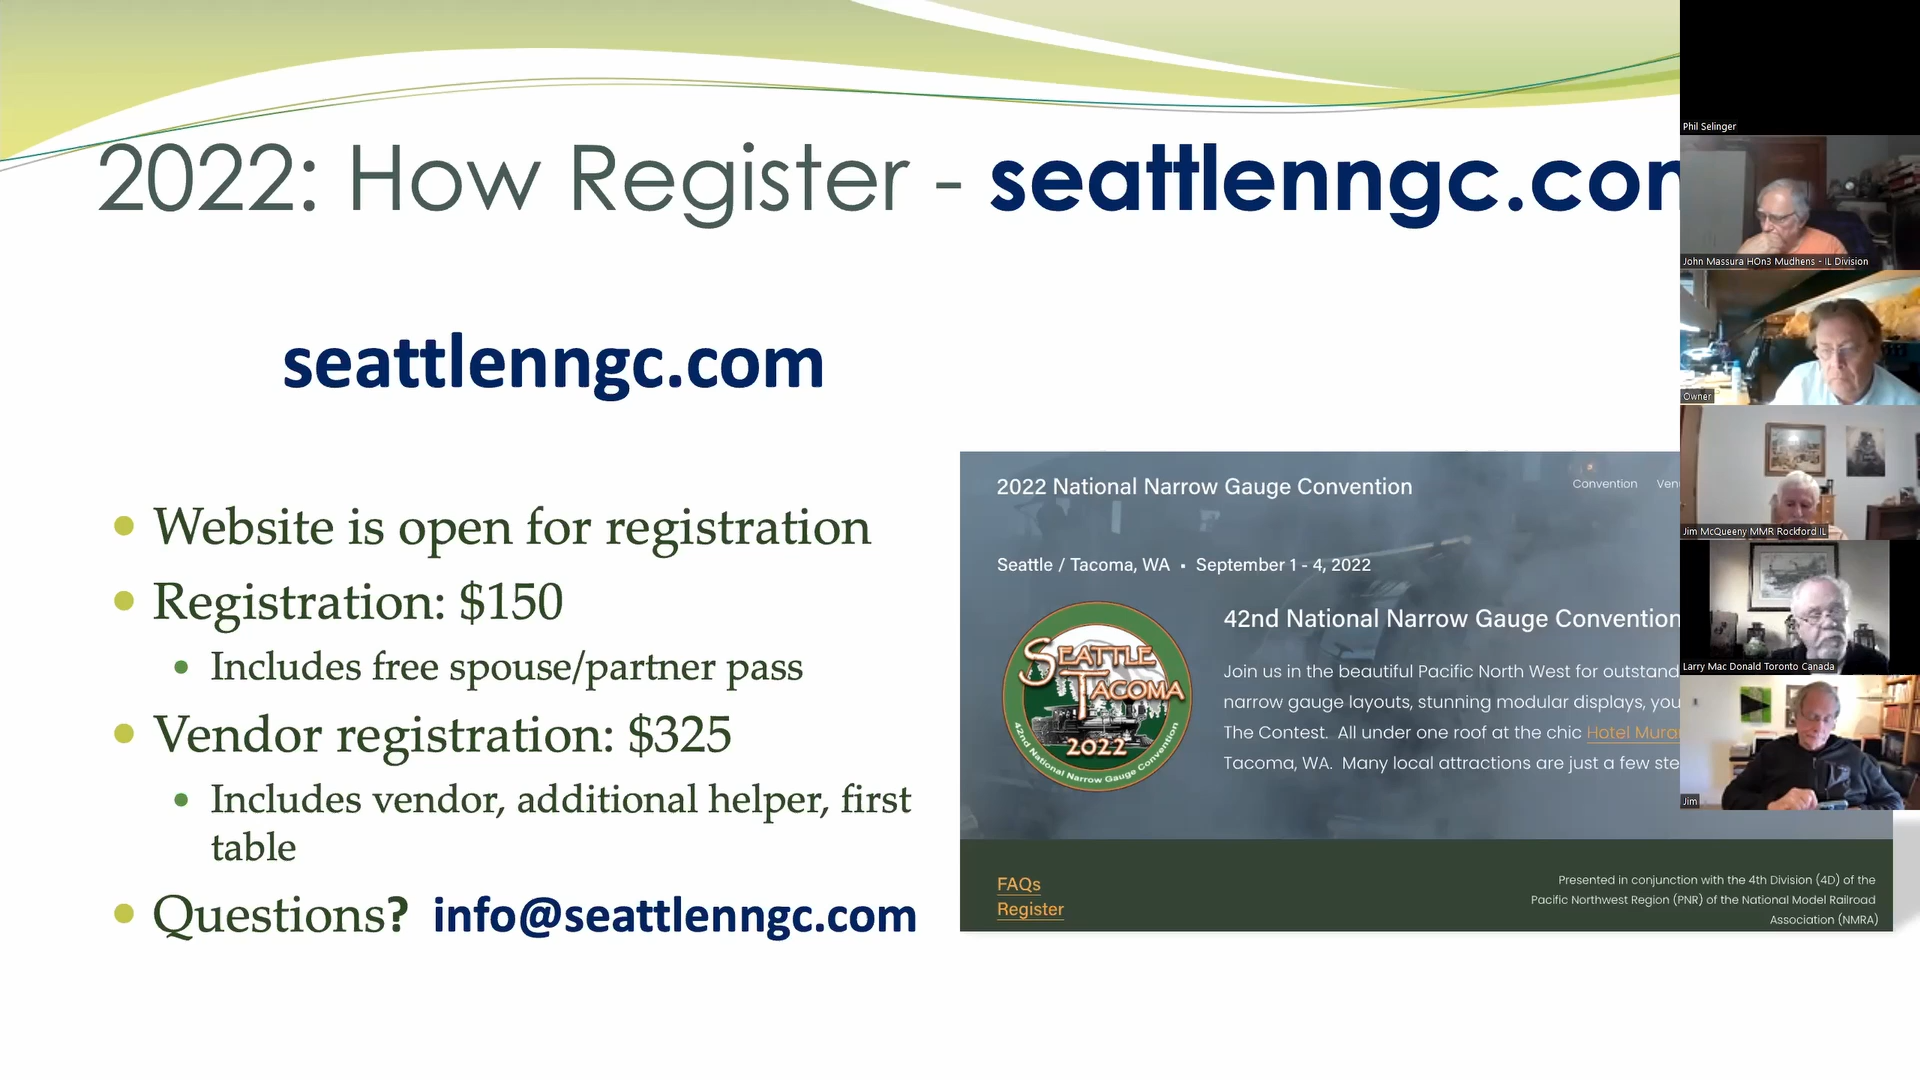 2022: How Register - seattlenngc.com
seattlenngc.com
Website is open for registration
Registration: $150
Includes free spouse/partner pass
Vendor registration: $325
Includes vendor, additional helper, first
table
Questions? info@seattlenngc.com
2022 National Narrow Gauge Convention
Convention
Seattle / Tacoma, WA • September 1 - 4, 2022
42nd National Narrow Gauge Convention
Join us in the beautiful Pacific North West for
narrow gauge layouts, stunning modular displays,
The Contest. All under one roof at the chic Hotel
Tacoma, WA. Many local attractions are just a few
SEATTLE
TACOMA
2022
42nd National Narrow Gauge Convention
FAQs
Register
Presented in conjunction with the 4th Division (4D) of the
Pacific Northwest Region (PNR) of the National Model Railroad
Association (NMRA)
Phil Selinger
John Massura HOn3 Mudhens - IL Division
Owner
Jim McQueeny MMR Rockford IL
Larry Mac Donald Toronto Canada
Jim